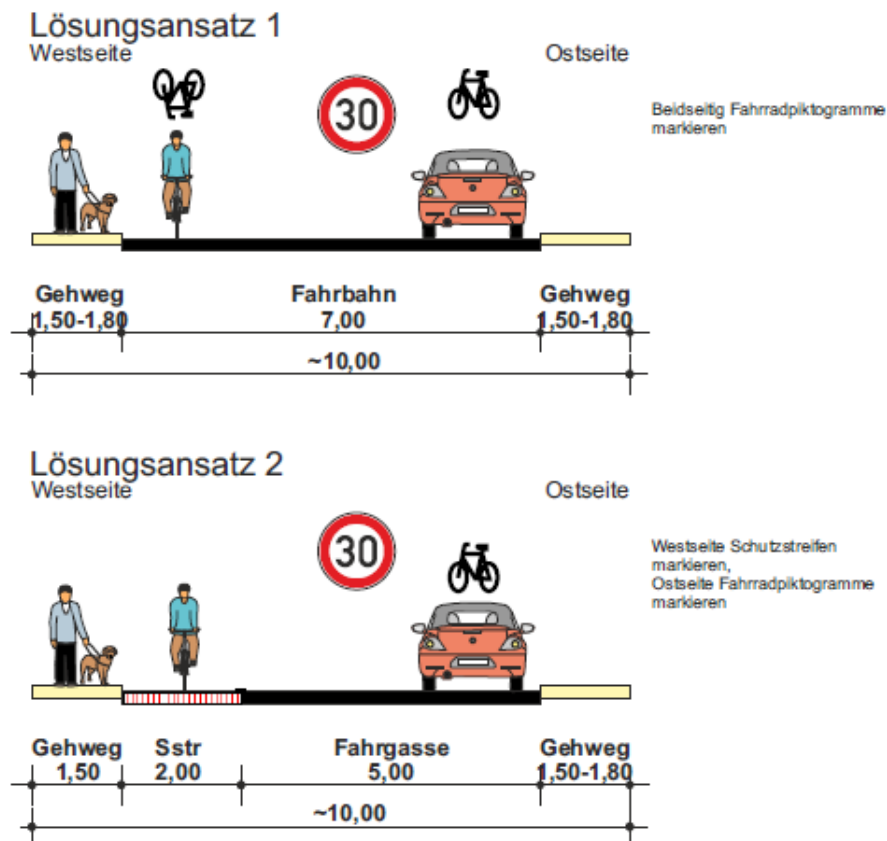 Lösungsansatz 1
Westseite Ostseite
30
Beidseitig Fahrradpiktogramme
markieren
Gehweg Fahrbahn Gehweg
1,50-1,80 7,00 1,50-1,80
~10,00
Lösungsansatz 2
Westseite Ostseite
30
Westseite Schutzstreifen
markieren,
Ostseite Fahrradpiktogramme
markieren
Gehweg Sstr Fahrgasse Gehweg
1,50 2,00 5,00 1,50-1,80
~10,00